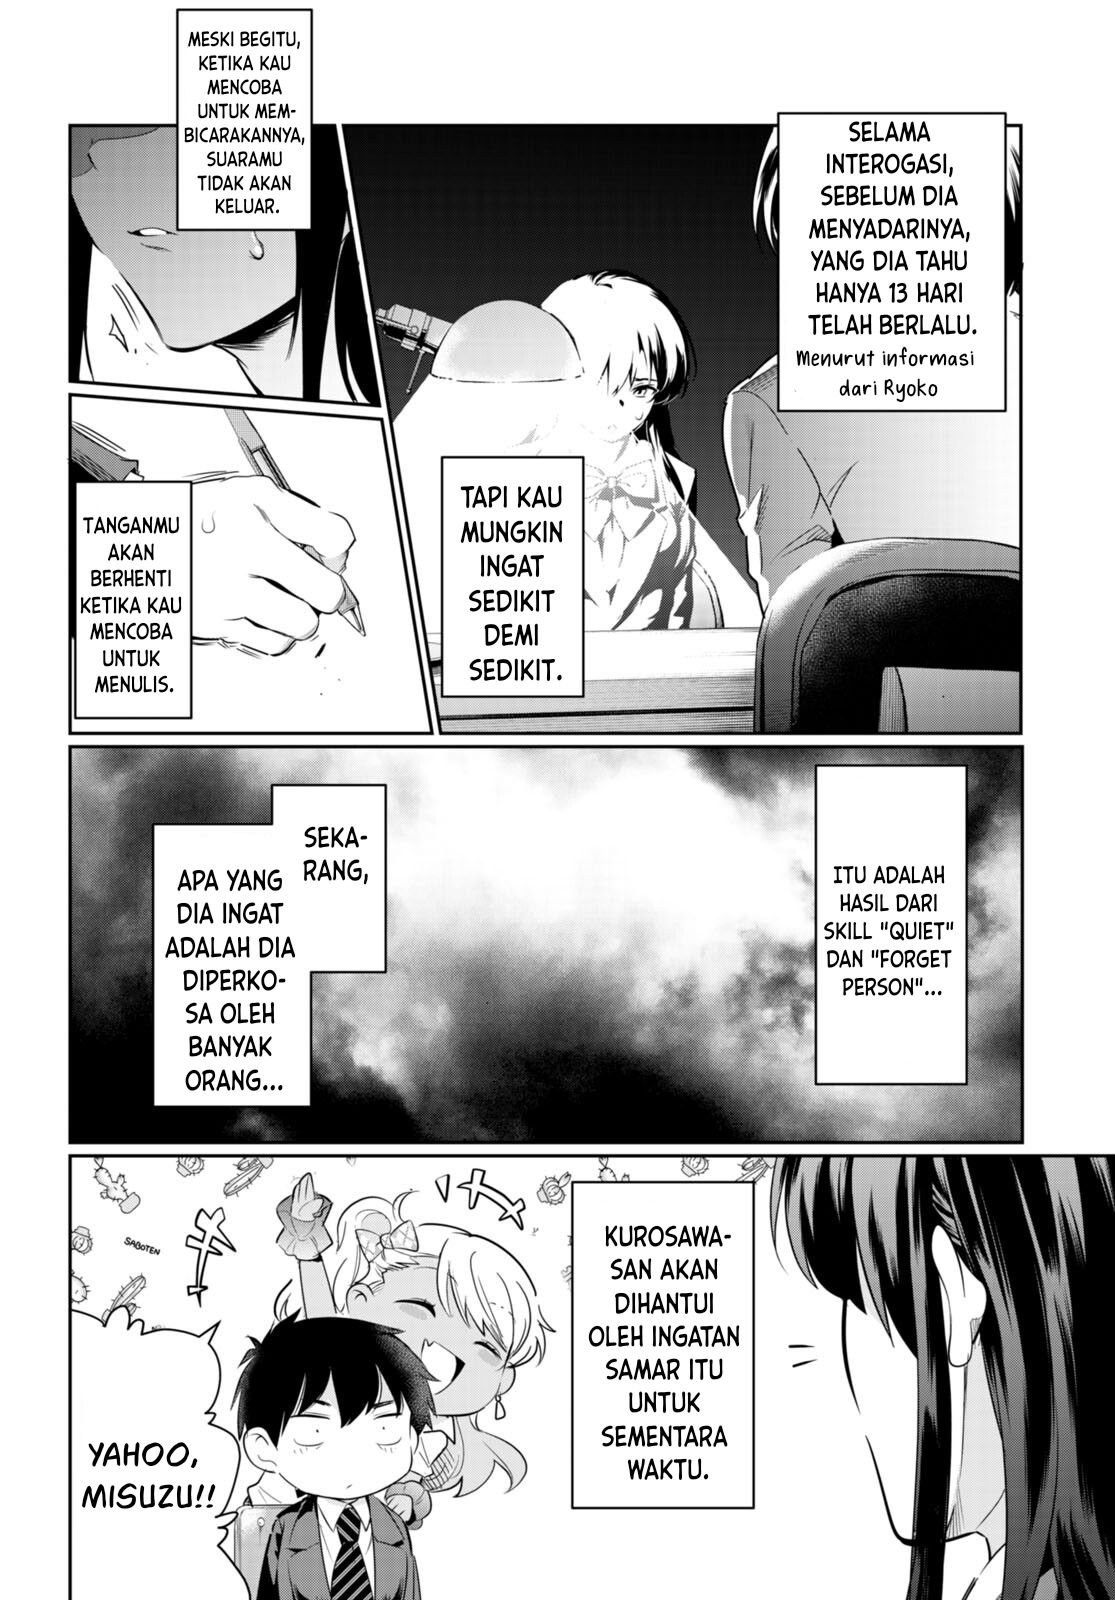 SELAMA
INTEROGASI,
SEBELUM DIA
MENYADARINYA,
YANG DIA TAHU
HANYA 13 HARI
TELAH BERLALU.
Menurut informasi
dari Ryoko
TAPI KAU
MUNGKIN
INGAT
SEDIKIT
DEMI
SEDIKIT.
MESKI BEGITU,
KETIKA KAU
MENCOBA
UNTUK MEM-
BICARAKANNYA,
SUARAMU
TIDAK AKAN
KELUAR.
TANGANMU
AKAN
BERHENTI
KETIKA KAU
MENCOBA
UNTUK
MENULIS.
ITU ADALAH
HASIL DARI
SKILL "QUIET"
DAN "FORGET
PERSON"...
SEKA-
RANG,
APA YANG
DIA INGAT
ADALAH DIA
DIPERKO-
SA OLEH
BANYAK
ORANG...
KUROSAWA-
SAN AKAN
DIHANTUI
OLEH INGATAN
SAMAR ITU
UNTUK
SEMENTARA
WAKTU.
SABOTEN
YAHOO,
MISUZU!!